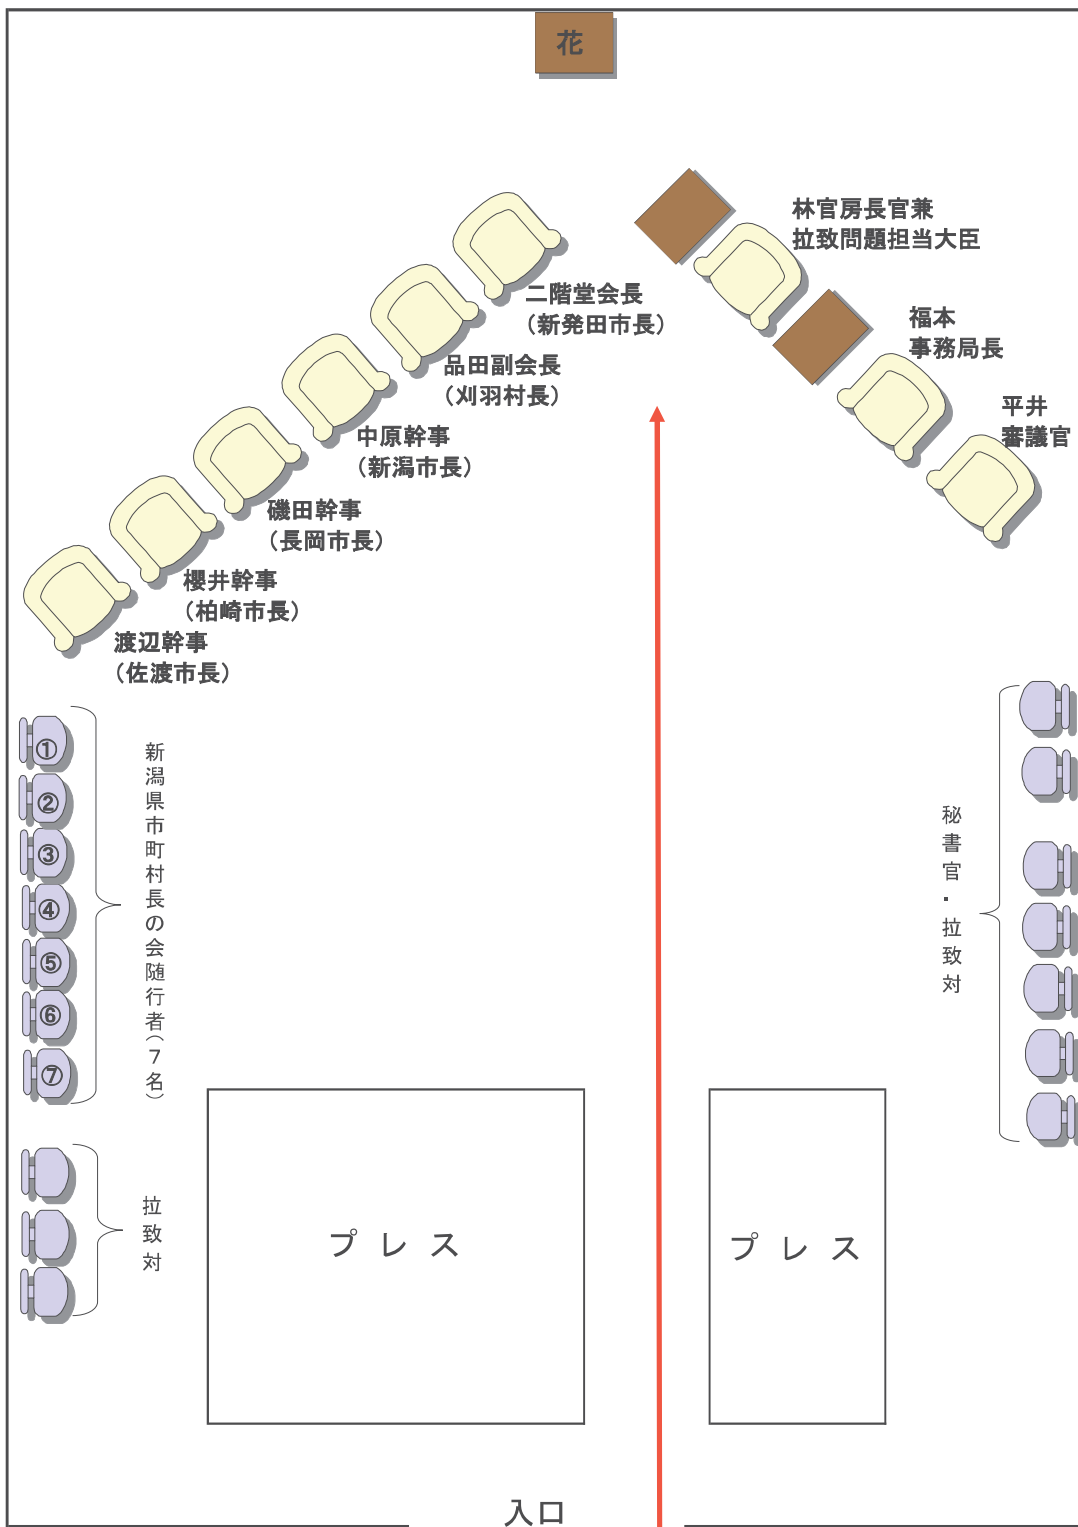 花
林官房長官兼
拉致問題担当大臣
二階堂会長
（新発田市長）
福本
事務局長
品田副会長
（刈羽村長）
平井
審議官
中原幹事
（新潟市長）
磯田幹事
（長岡市長）
櫻井幹事
（柏崎市長）
渡辺幹事
（佐渡市長）
①
②
③
④
⑤
⑥
⑦
新潟県市町村長の会随行者（７名）
秘書官・拉致対
拉致対
プレス
プレス
入口